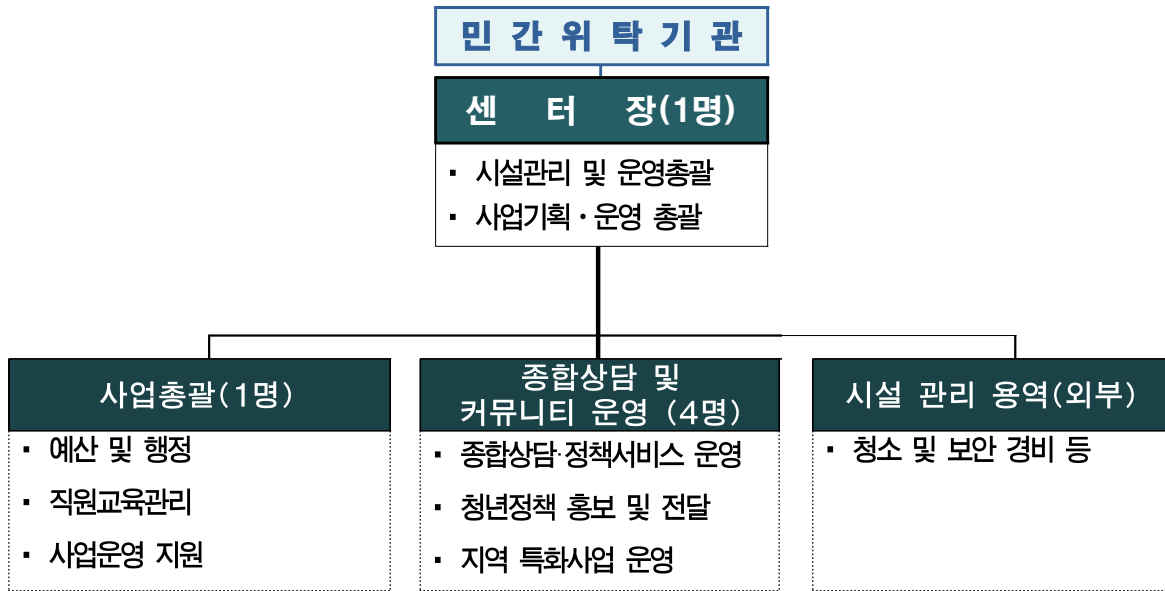 민 간 위 탁 기 관
센 터 장(1명)
▪ 시설관리 및 운영총괄
▪ 사업기획·운영 총괄
사업총괄(1명)
▪ 예산 및 행정
▪ 직원교육관리
▪ 사업운영 지원
종합상담 및
커뮤니티 운영 (4명)
▪ 종합상담·정책서비스 운영
▪ 청년정책 홍보 및 전달
▪ 지역 특화사업 운영
시설 관리 용역(외부)
▪ 청소 및 보안 경비 등